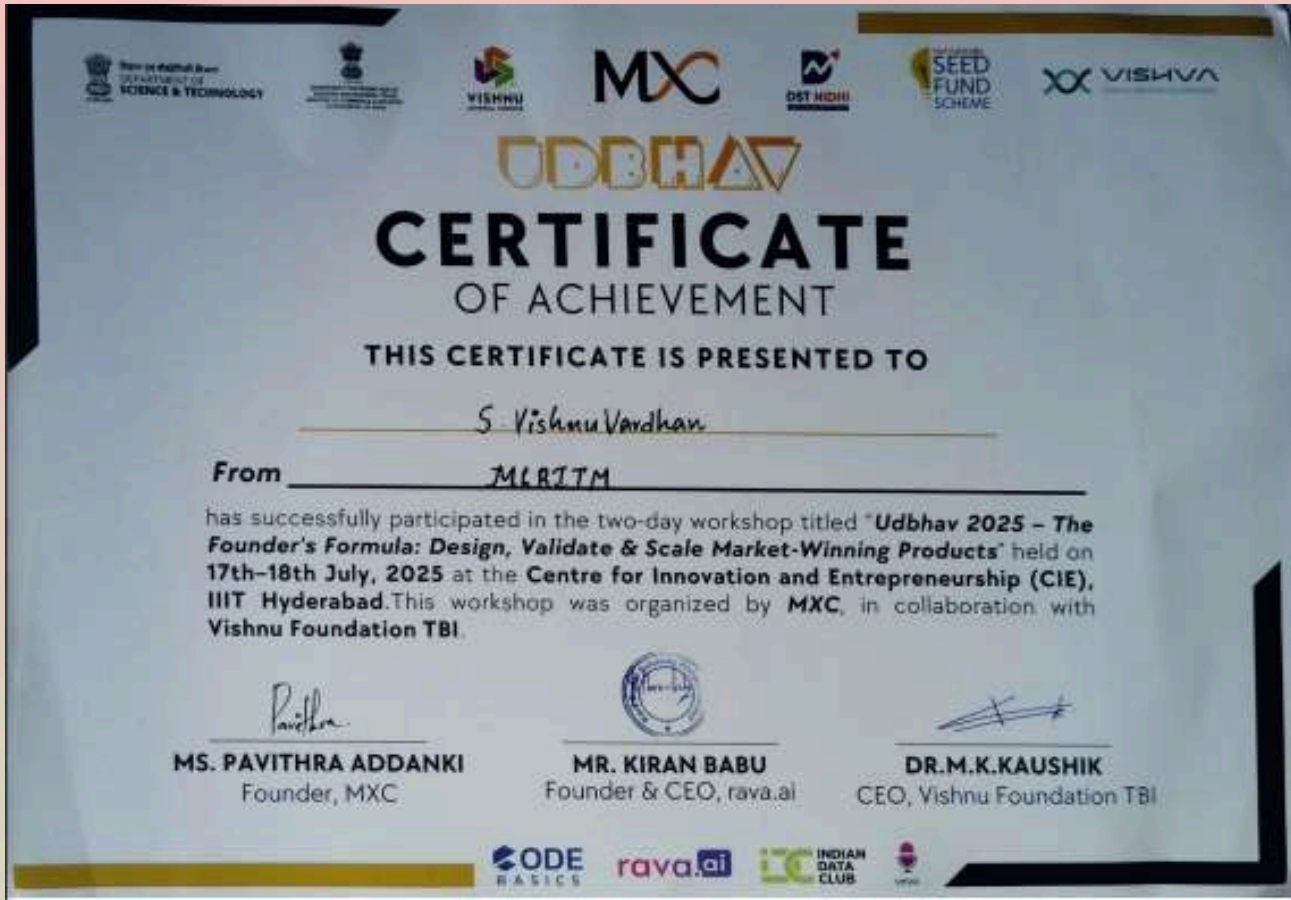 DEPARTMENT OF
SCIENCE & TECHNOLOGY
VISHNU
MXC
DST NIDHI
SEED
FUND
SCHEME
VISHVA
UDBHAV
CERTIFICATE
OF ACHIEVEMENT
THIS CERTIFICATE IS PRESENTED TO
S. Vishnu Vardhan
From MLRITM
has successfully participated in the two-day workshop titled "Udbhav 2025 – The
Founder's Formula: Design, Validate & Scale Market-Winning Products" held on
17th–18th July, 2025 at the Centre for Innovation and Entrepreneurship (CIE),
IIIT Hyderabad.This workshop was organized by MXC, in collaboration with
Vishnu Foundation TBI.
Pavithra
MS. PAVITHRA ADDANKI
Founder, MXC
MR. KIRAN BABU
Founder & CEO, rava.ai
DR.M.K.KAUSHIK
CEO, Vishnu Foundation TBI
CODE
BASICS
rava.ai
IDC INDIAN
DATA
CLUB